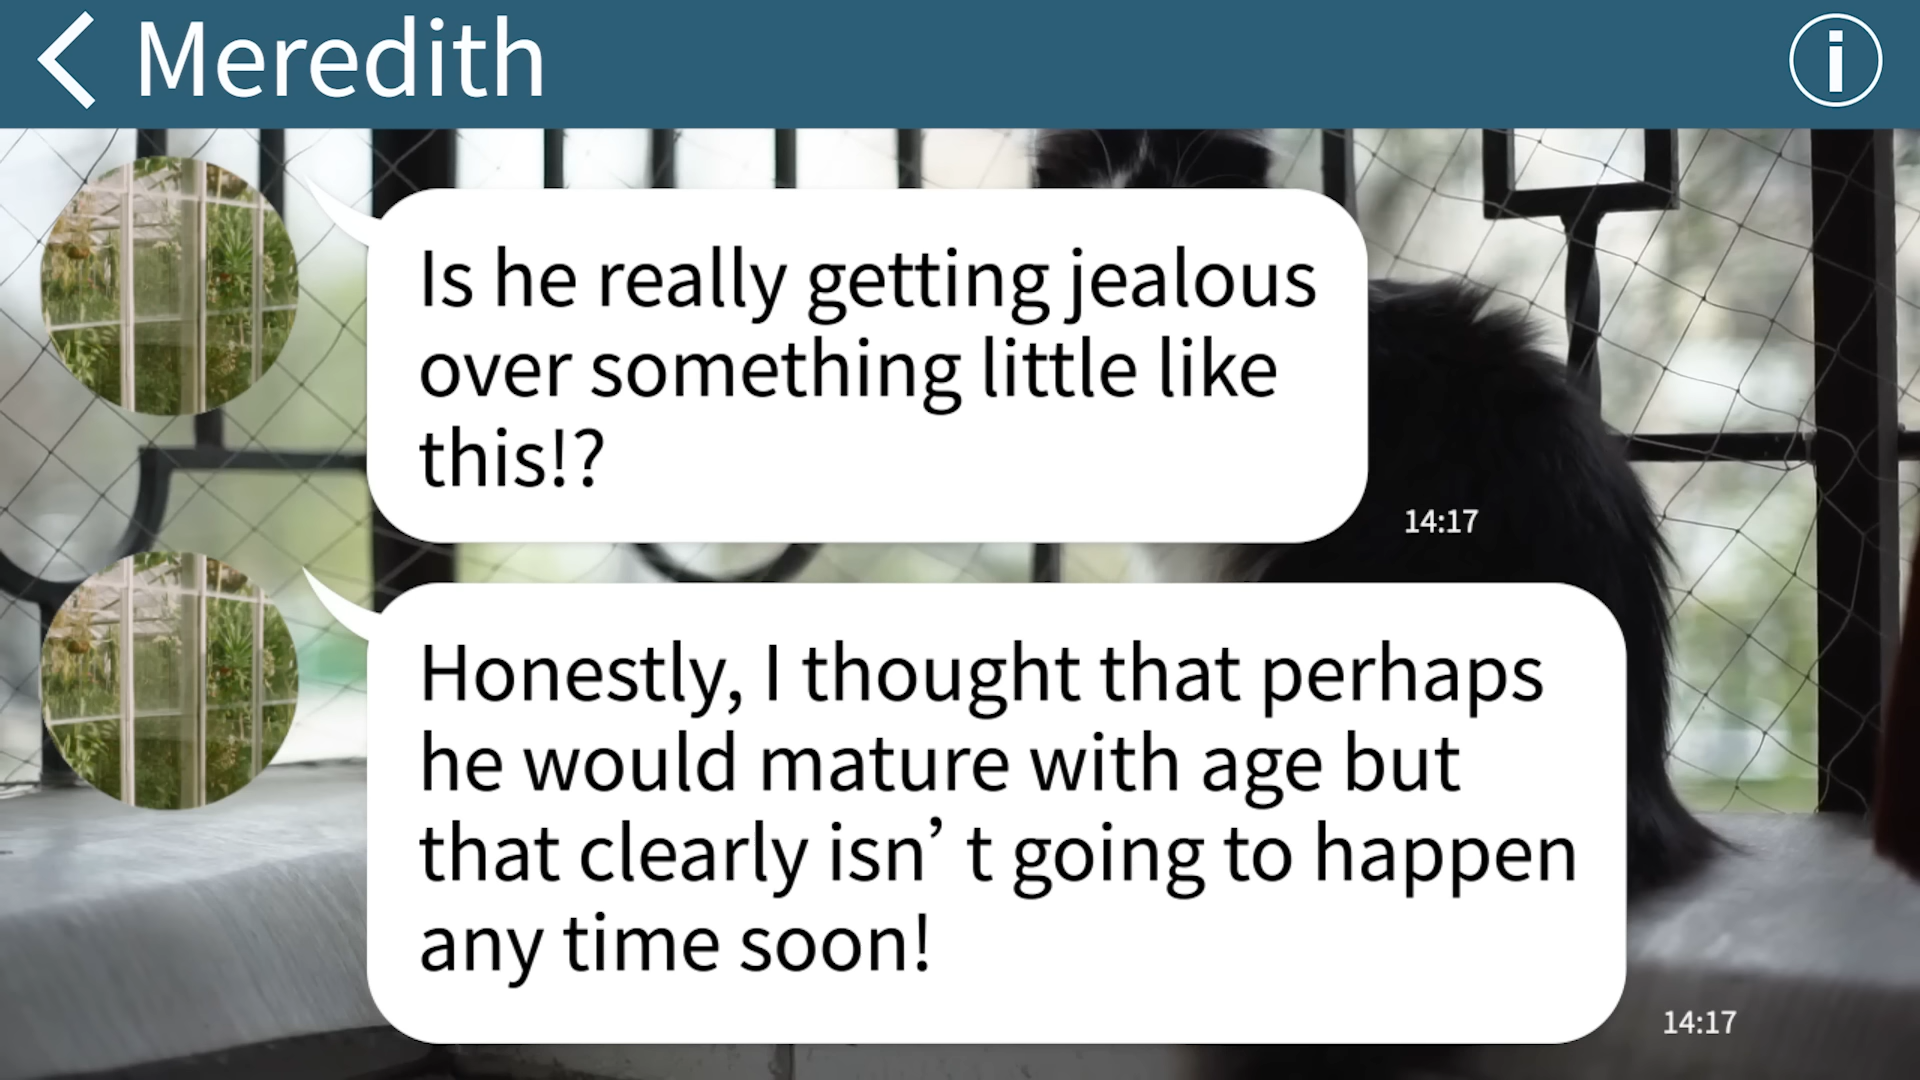 Meredith
Is he really getting jealous
over something little like
this!?
14:17
Honestly, I thought that perhaps
he would mature with age but
that clearly isn’ t going to happen
any time soon!
14:17